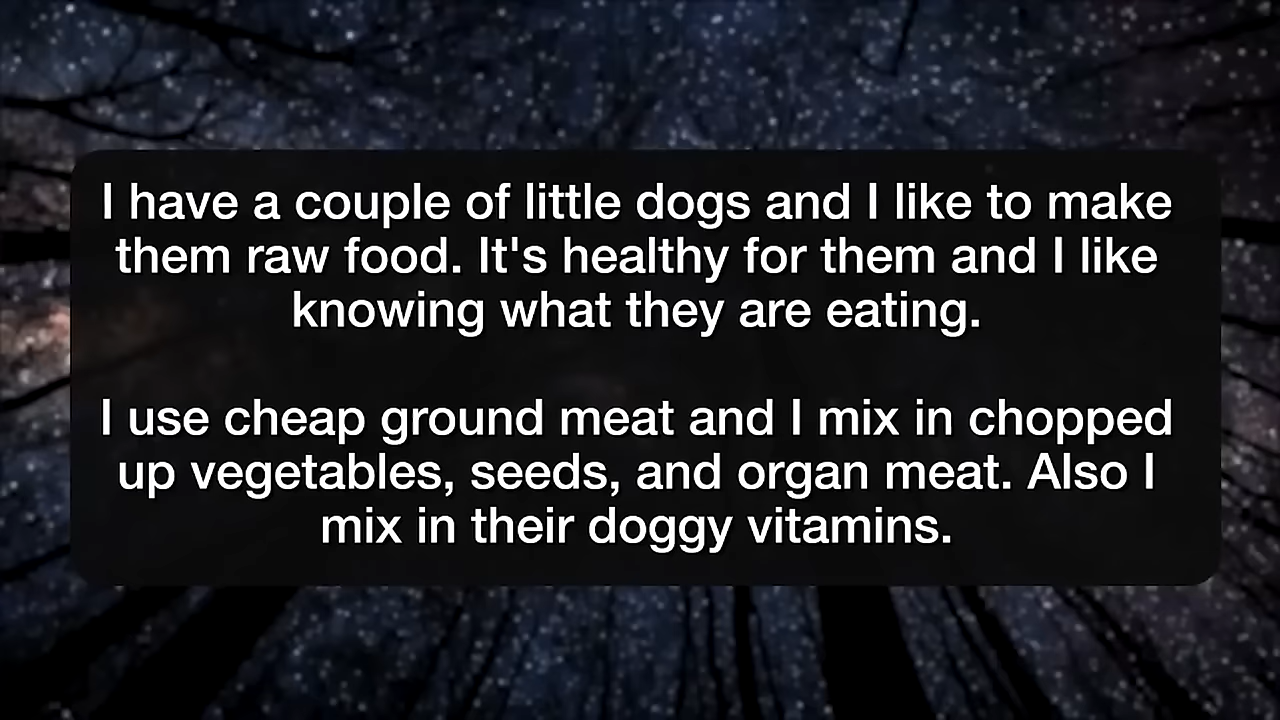 I have a couple of little dogs and I like to make
them raw food. It's healthy for them and I like
knowing what they are eating.
I use cheap ground meat and I mix in chopped
up vegetables, seeds, and organ meat. Also I
mix in their doggy vitamins.